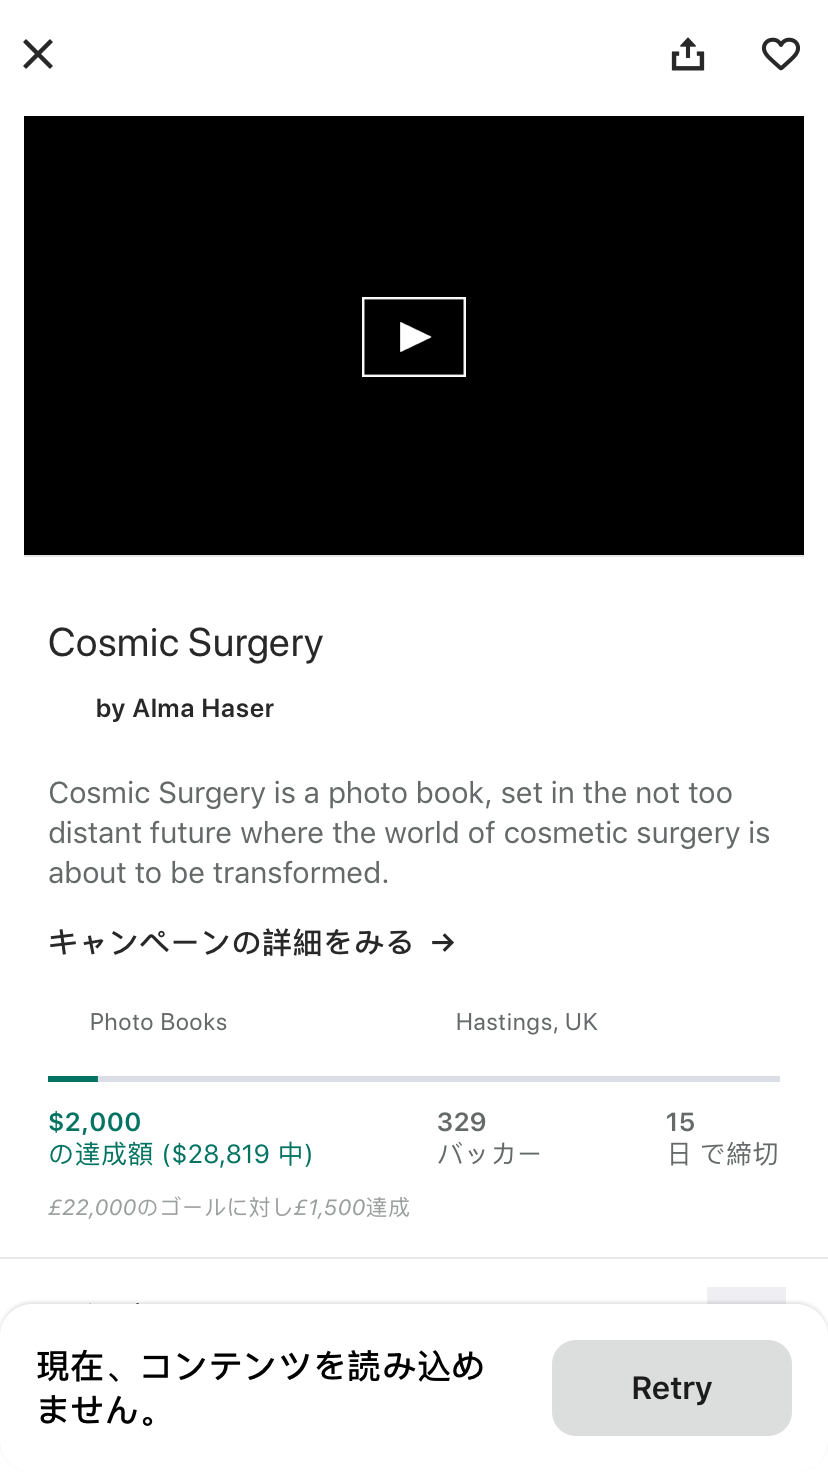 Cosmic Surgery
by Alma Haser
Cosmic Surgery is a photo book, set in the not too
distant future where the world of cosmetic surgery is
about to be transformed.
キャンペーンの詳細をみる →
Photo Books
Hastings, UK
$2,000
の達成額 ($28,819 中)
329
バッカー
15
日 で締切
£22,000のゴールに対し£1,500達成
現在、コンテンツを読み込め
ません。
Retry